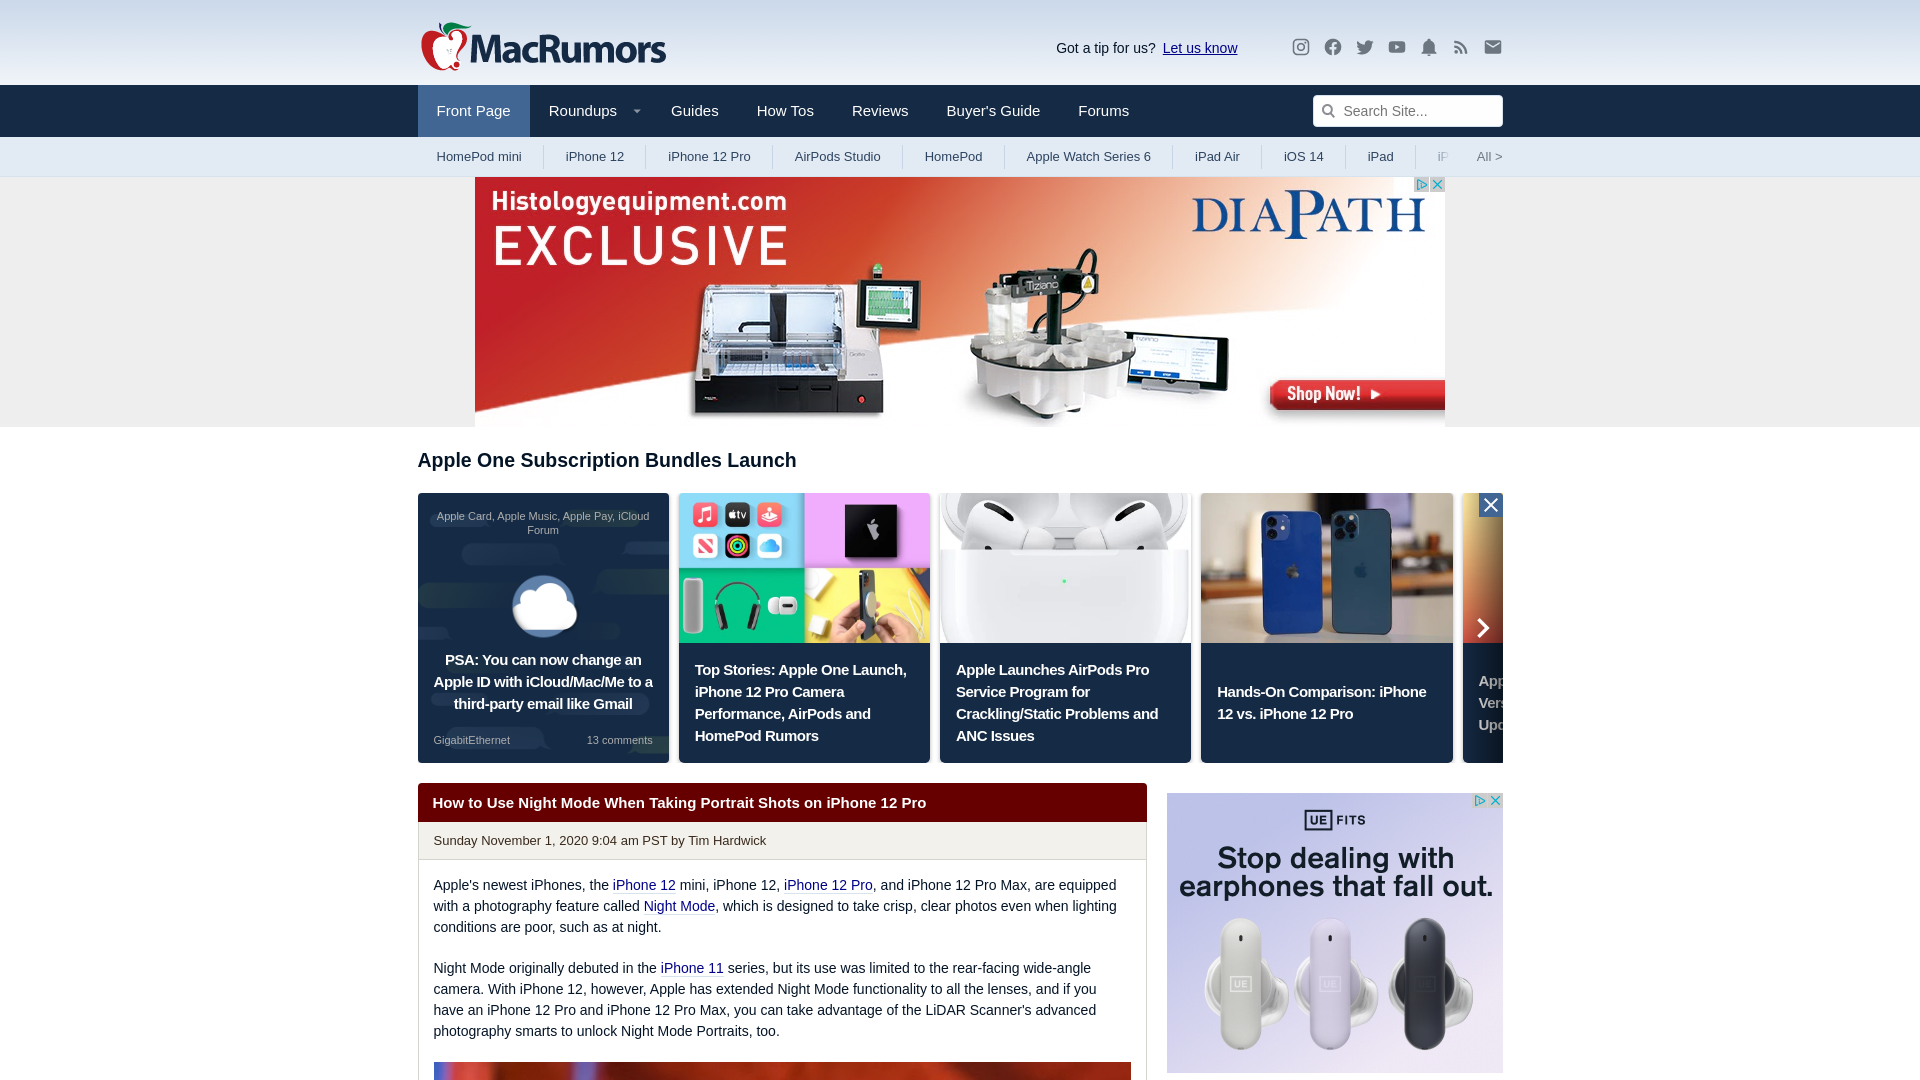 MacRumors
Got a tip for us? Let us know
Front Page
Roundups
Guides
How Tos
Reviews
Buyer's Guide
Forums
Search Site...
HomePod mini
iPhone 12
iPhone 12 Pro
AirPods Studio
HomePod
Apple Watch Series 6
iPad Air
iOS 14
iPad
iP
All >
Histologyequipment.com
EXCLUSIVE
DIAPATH
Tiziano
TIZIANO
Shop Now!
Apple One Subscription Bundles Launch
Apple Card, Apple Music, Apple Pay, iCloud
Forum
PSA: You can now change an
Apple ID with iCloud/Mac/Me to a
third-party email like Gmail
GigabitEthernet
13 comments
tv
Top Stories: Apple One Launch,
iPhone 12 Pro Camera
Performance, AirPods and
HomePod Rumors
Apple Launches AirPods Pro
Service Program for
Crackling/Static Problems and
ANC Issues
Hands-On Comparison: iPhone
12 vs. iPhone 12 Pro
App
Vers
Upd
How to Use Night Mode When Taking Portrait Shots on iPhone 12 Pro
Sunday November 1, 2020 9:04 am PST by Tim Hardwick
Apple's newest iPhones, the iPhone 12 mini, iPhone 12, iPhone 12 Pro, and iPhone 12 Pro Max, are equipped
with a photography feature called Night Mode, which is designed to take crisp, clear photos even when lighting
conditions are poor, such as at night.
Night Mode originally debuted in the iPhone 11 series, but its use was limited to the rear-facing wide-angle
camera. With iPhone 12, however, Apple has extended Night Mode functionality to all the lenses, and if you
have an iPhone 12 Pro and iPhone 12 Pro Max, you can take advantage of the LiDAR Scanner's advanced
photography smarts to unlock Night Mode Portraits, too.
UE FITS
Stop dealing with
earphones that fall out.
UE
UE
UE